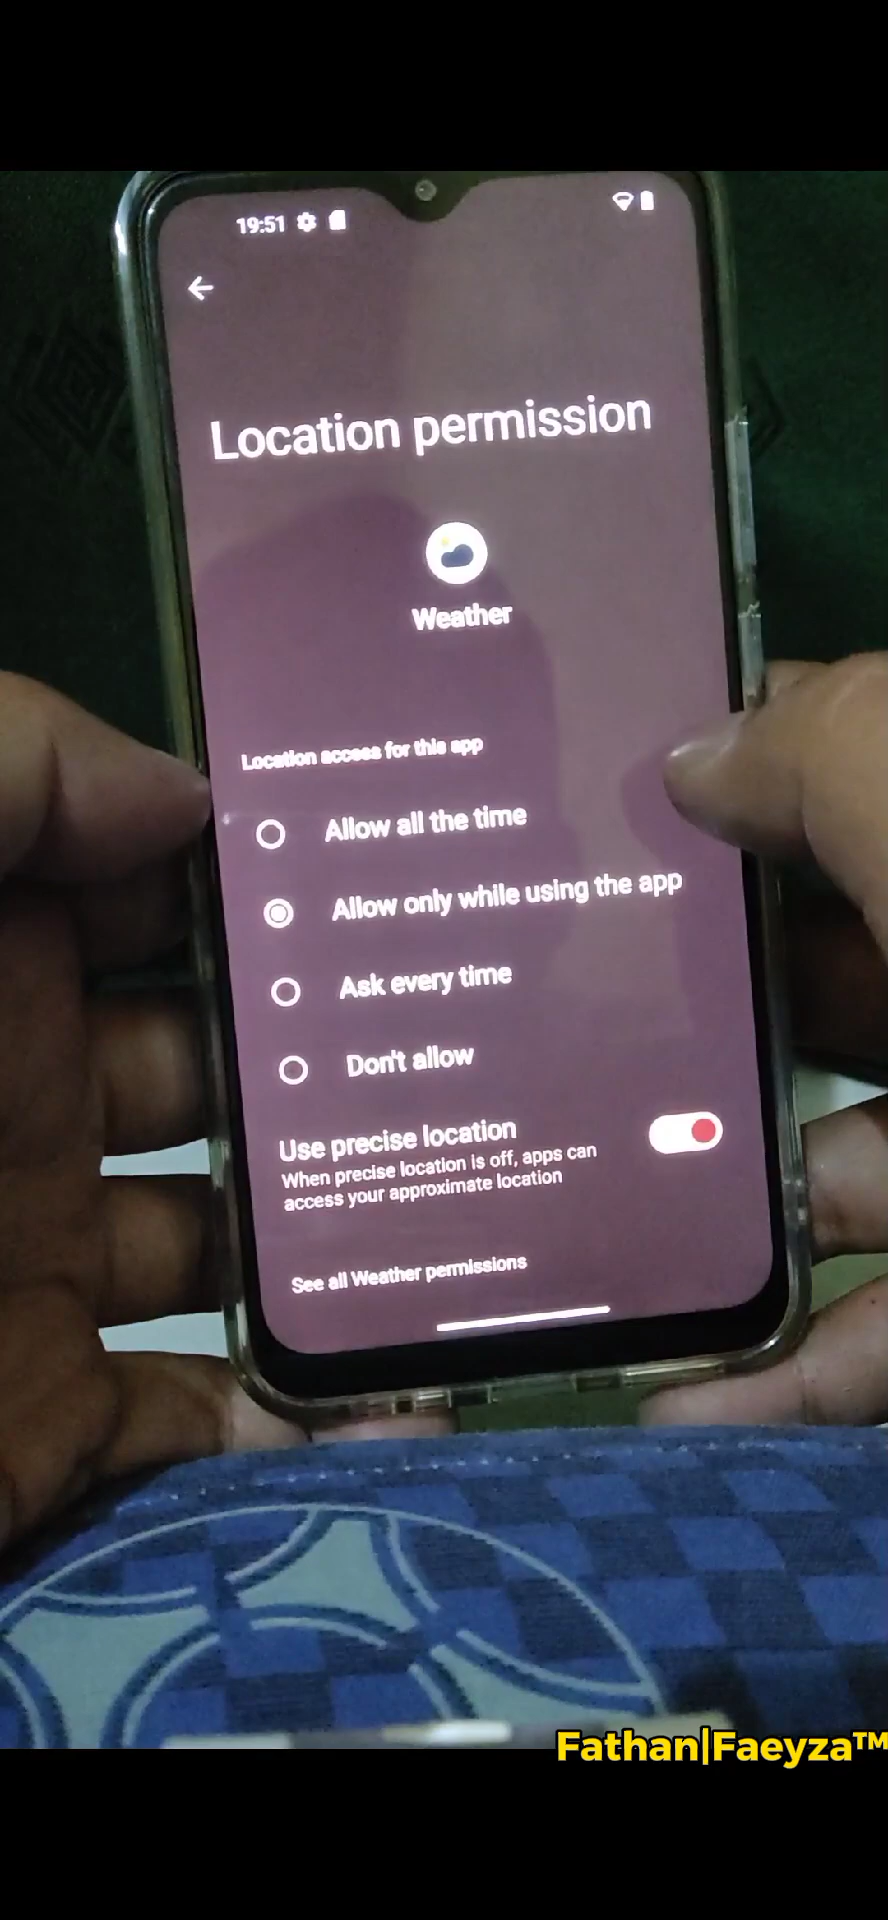 19:51
Location permission
Weather
Location access for this app
Allow all the time
Allow only while using the app
Ask every time
Don't allow
Use precise location
When precise location is off, apps can
access your approximate location
See all Weather permissions
Fathan|Faeyza™